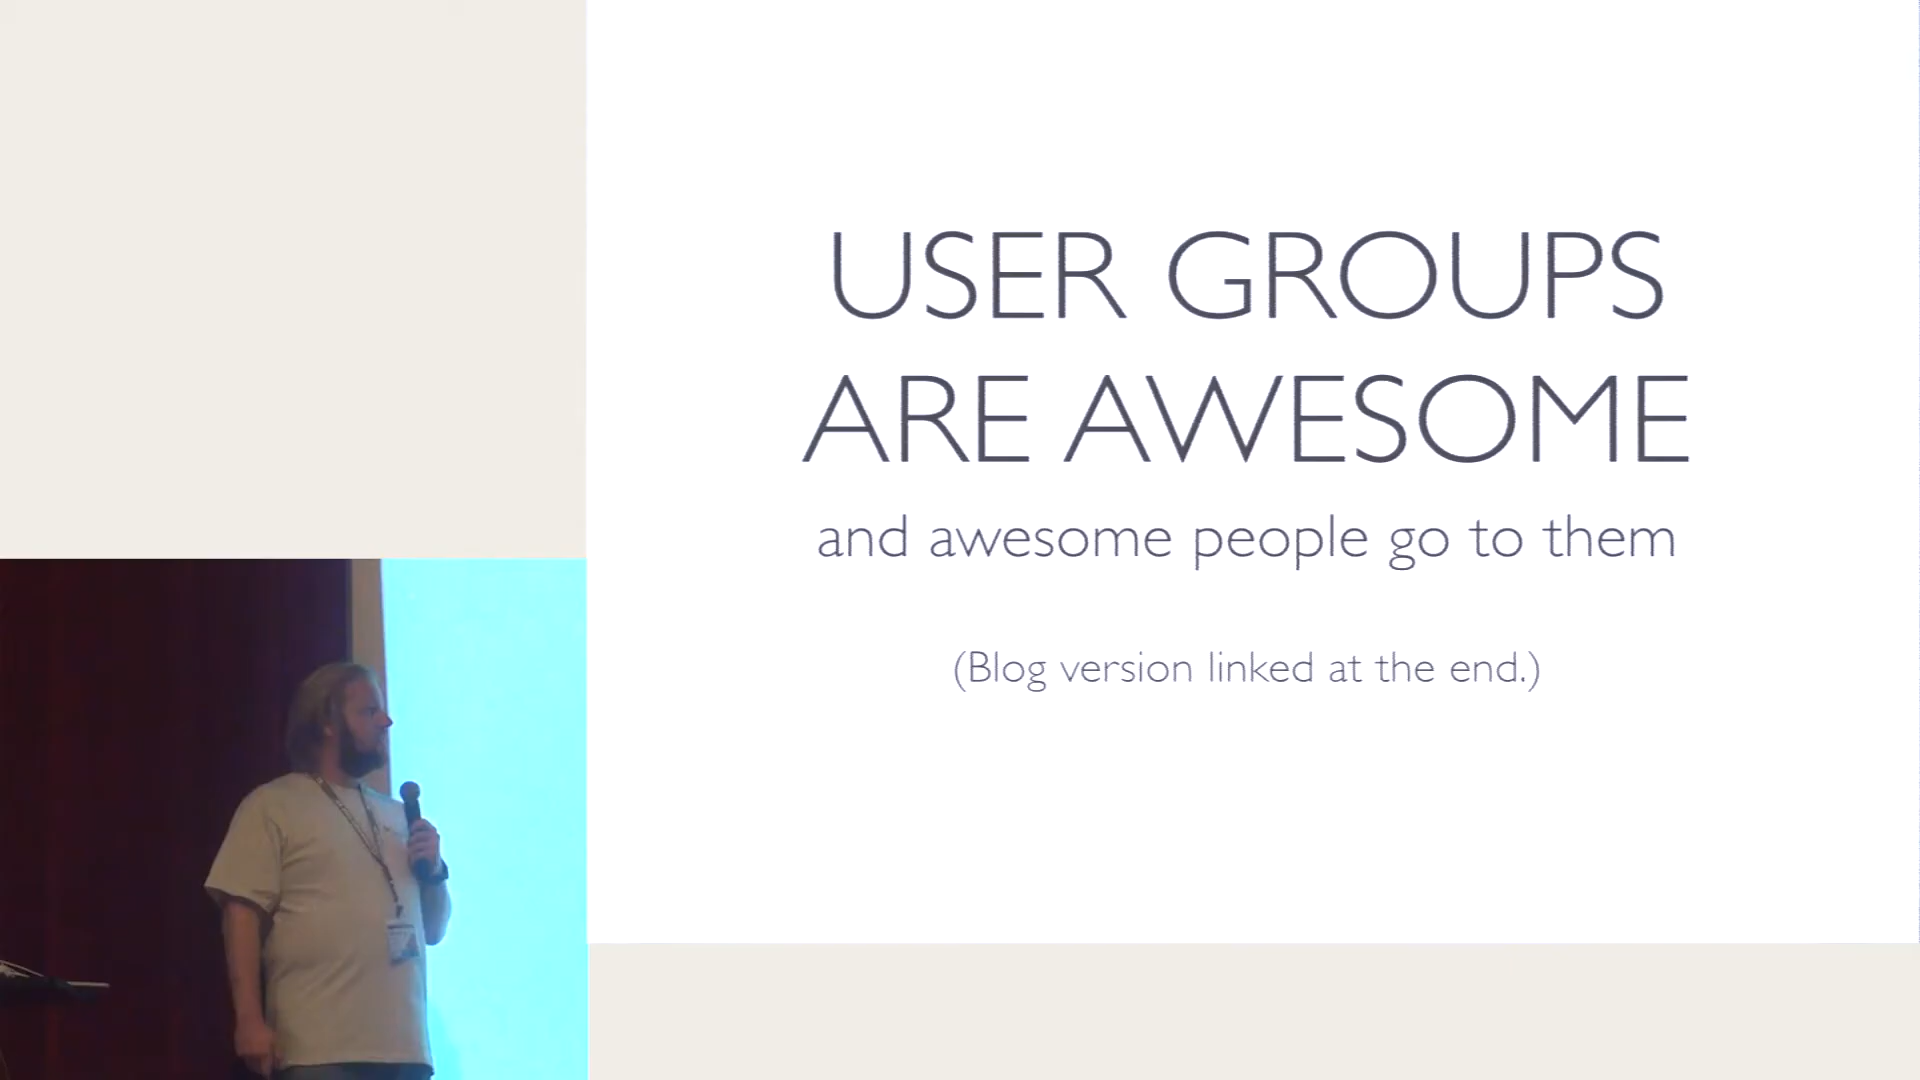 USER GROUPS
ARE AWESOME
and awesome people go to them
(Blog version linked at the end.)